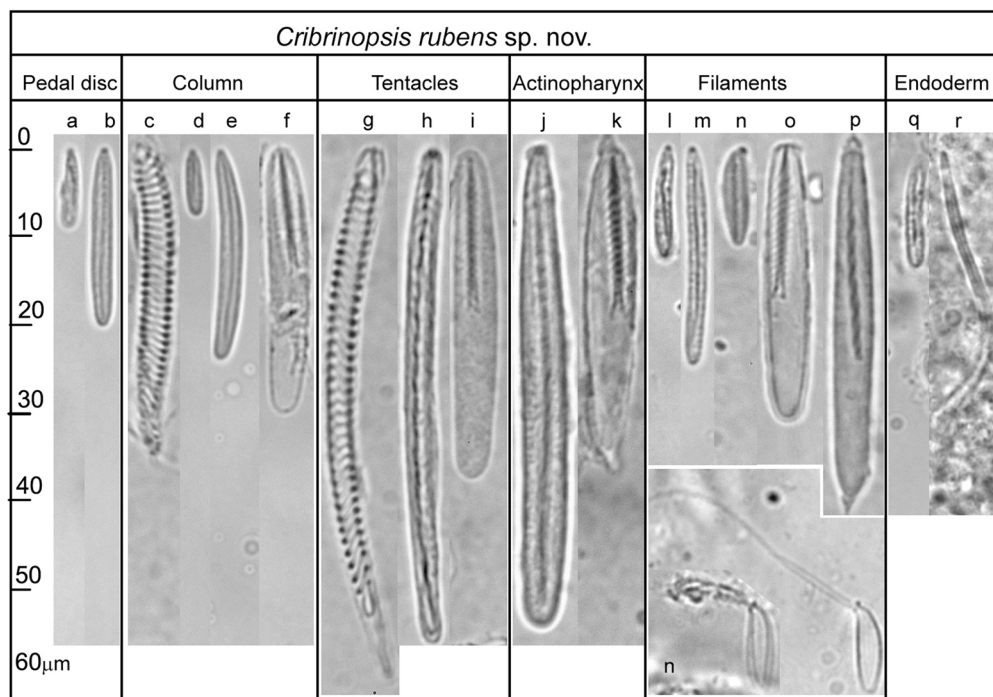 Cribrinopsis rubens sp. nov.
Pedal disc Column Tentacles Actinopharynx Filaments Endoderm
a b c d e f g h i j k l m n o p q r
0
10
20
30
40
50
60μm
n